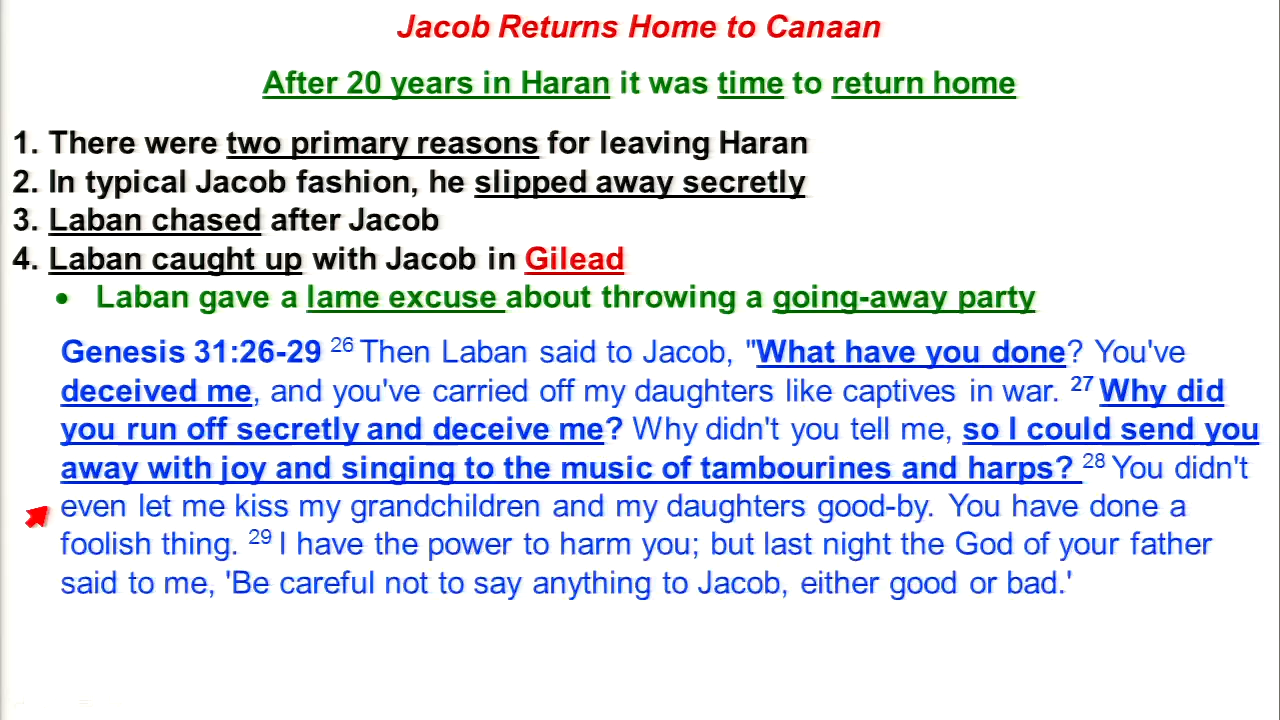 Jacob Returns Home to Canaan
After 20 years in Haran it was time to return home
1. There were two primary reasons for leaving Haran
2. In typical Jacob fashion, he slipped away secretly
3. Laban chased after Jacob
4. Laban caught up with Jacob in Gilead
• Laban gave a lame excuse about throwing a going-away party
Genesis 31:26-29 26 Then Laban said to Jacob, "What have you done? You've
deceived me, and you've carried off my daughters like captives in war. 27 Why did
you run off secretly and deceive me? Why didn't you tell me, so I could send you
away with joy and singing to the music of tambourines and harps? 28 You didn't
even let me kiss my grandchildren and my daughters good-by. You have done a
foolish thing. 29 I have the power to harm you; but last night the God of your father
said to me, 'Be careful not to say anything to Jacob, either good or bad.'